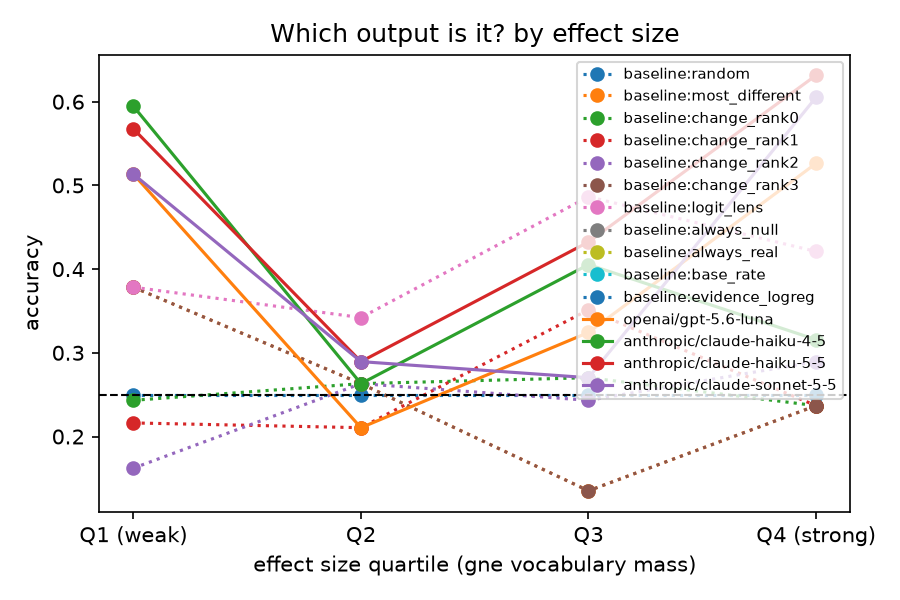 Which output is it? by effect size
accuracy
0.6
0.5
0.4
0.3
0.2
baseline:random
baseline:most_different
baseline:change_rank0
baseline:change_rank1
baseline:change_rank2
baseline:change_rank3
baseline:logit_lens
baseline:always_null
baseline:always_real
baseline:base_rate
baseline:evidence_logreg
openai/gpt-5.6-luna
anthropic/claude-haiku-4-5
anthropic/claude-haiku-5-5
anthropic/claude-sonnet-5-5
Q1 (weak)
Q2
Q3
Q4 (strong)
effect size quartile (gne vocabulary mass)